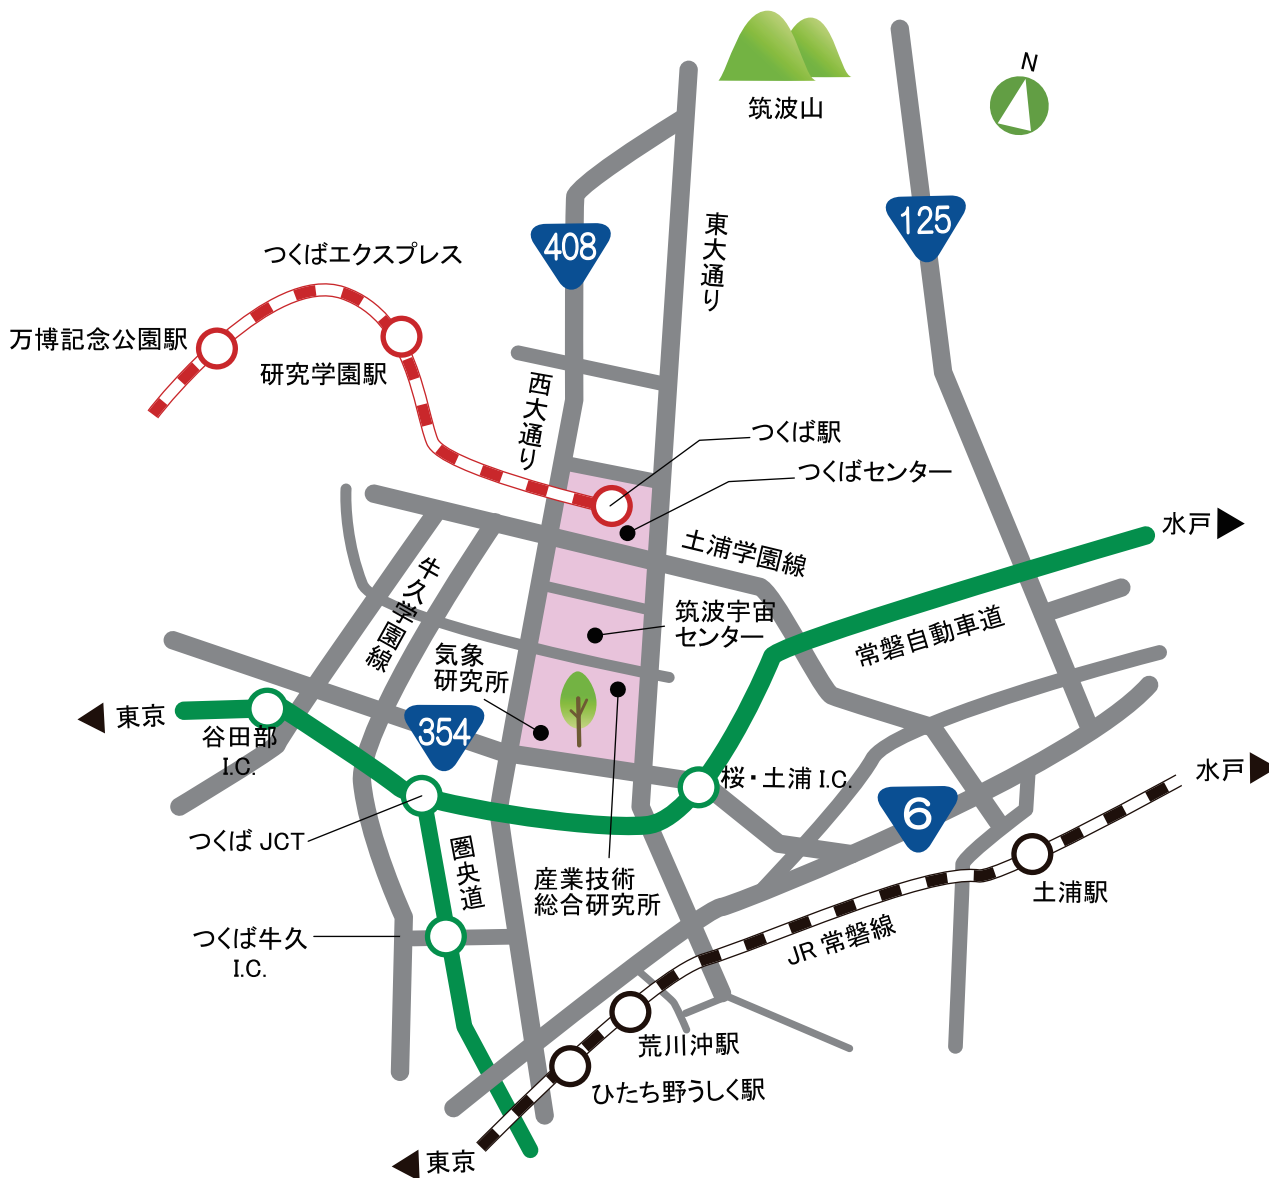 N
筑波山
125
東大通り
408
つくばエクスプレス
万博記念公園駅
研究学園駅
西大通り
つくば駅
つくばセンター
水戸
土浦学園線
牛久学園線
筑波宇宙
センター
常磐自動車道
気象
研究所
東京
谷田部
I.C.
354
桜・土浦 I.C.
水戸
6
つくば JCT
圏央道
産業技術
総合研究所
土浦駅
つくば牛久
I.C.
JR 常磐線
荒川沖駅
ひたち野うしく駅
東京